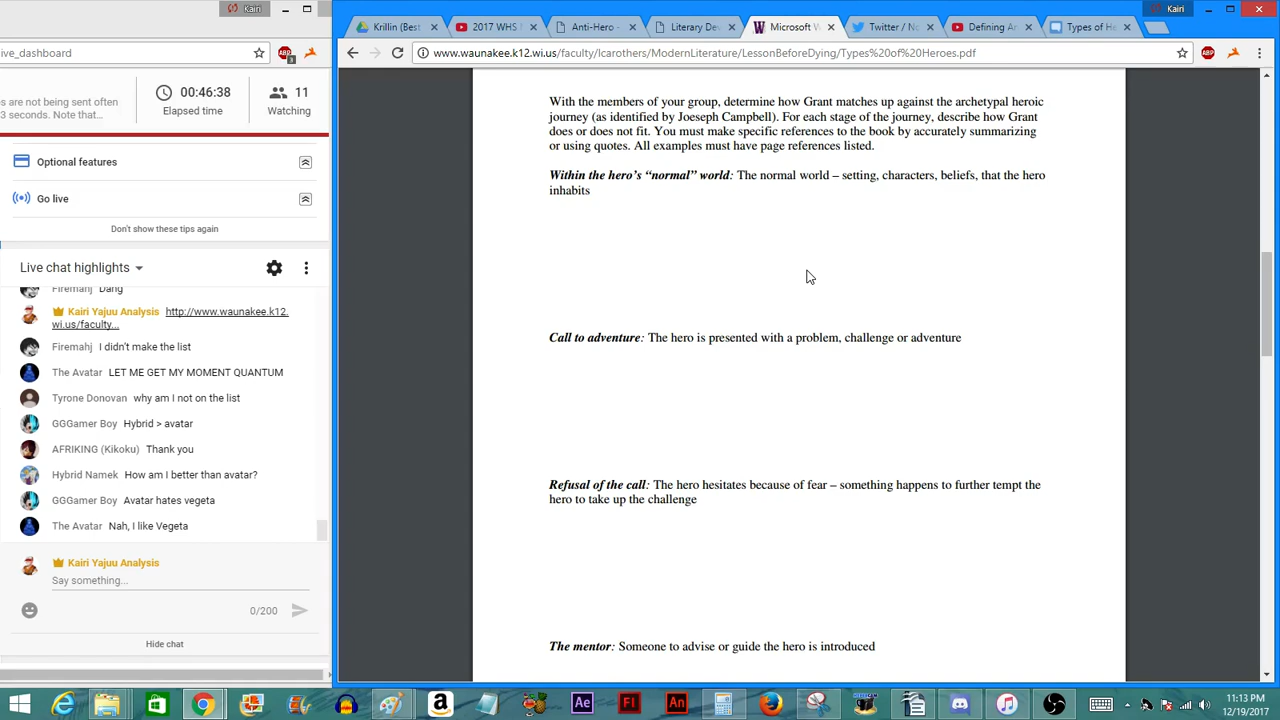 Kairi
ive_dashboard
es are not being sent often
3 seconds. Note that...
00:46:38
Elapsed time
11
Watching
Optional features
Go live
Don't show these tips again
Live chat highlights
Firemahj Dang
Kairi Yajuu Analysis http://www.waunakee.k12.
wi.us/faculty...
Firemahj I didn't make the list
The Avatar LET ME GET MY MOMENT QUANTUM
Tyrone Donovan why am I not on the list
GGGamer Boy Hybrid > avatar
AFRIKING (Kikoku) Thank you
Hybrid Namek How am I better than avatar?
GGGamer Boy Avatar hates vegeta
The Avatar Nah, I like Vegeta
Kairi Yajuu Analysis
Say something...
0/200
Hide chat
Krillin (Best
2017 WHS
Anti-Hero -
Literary Dev
Microsoft W
Twitter / No
Defining An
Types of He
Kairi
www.waunakee.k12.wi.us/faculty/lcarothers/ModernLiterature/LessonBeforeDying/Types%20of%20Heroes.pdf
With the members of your group, determine how Grant matches up against the archetypal heroic
journey (as identified by Joeseph Campbell). For each stage of the journey, describe how Grant
does or does not fit. You must make specific references to the book by accurately summarizing
or using quotes. All examples must have page references listed.
Within the hero's "normal" world: The normal world – setting, characters, beliefs, that the hero
inhabits
Call to adventure: The hero is presented with a problem, challenge or adventure
Refusal of the call: The hero hesitates because of fear – something happens to further tempt the
hero to take up the challenge
The mentor: Someone to advise or guide the hero is introduced
Ae
Fl
An
11:13 PM
12/19/2017